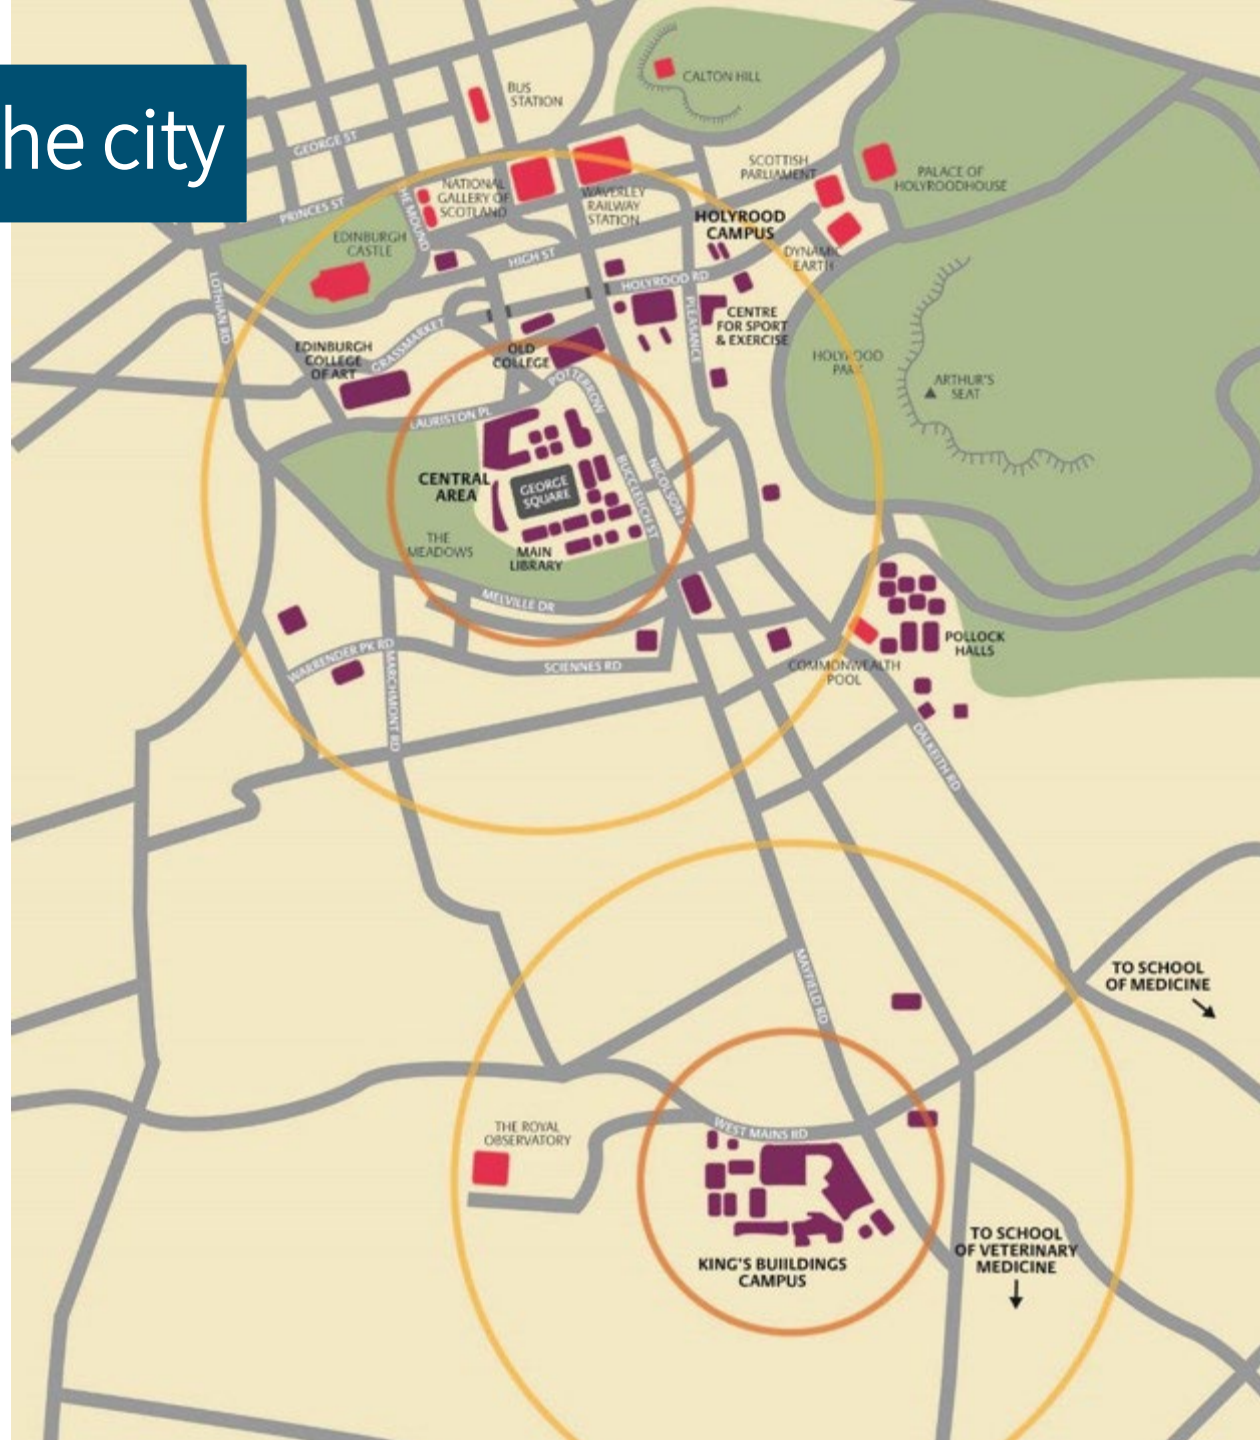 he city
BUS
STATION
CALTON HILL
GEORGE ST
SCOTTISH
PARLIAMENT
PALACE OF
HOLYROODHOUSE
NATIONAL
GALLERY OF
SCOTLAND
WAVERLEY
RAILWAY
STATION
PRINCES ST
HE MOUND
HOLYROOD
CAMPUS
EDINBURGH
CASTLE
DYNAMIC
EARTH
HIGH ST
HOLYROOD RD
LOTHIAN RD
PLEASANCE
CENTRE
FOR SPORT
& EXERCISE
GRASSMARKET
EDINBURGH
COLLEGE
OF ART
OLD
COLLEGE
HOLYROOD
PARK
POTTERROW
ARTHUR'S
SEAT
LAURISTON PL
CENTRAL
AREA
GEORGE
SQUARE
BUCCLEUCH ST
NICOLSON S
THE
MEADOWS
MAIN
LIBRARY
MELVILLE DR
POLLOCK
HALLS
WARRENDER PK RD
MARCHMONT RD
SCIENNES RD
COMMONWEALTH
POOL
DALKEITH RD
MAYFIELD RD
TO SCHOOL
OF MEDICINE
THE ROYAL
OBSERVATORY
WEST MAINS RD
KING'S BUIILDINGS
CAMPUS
TO SCHOOL
OF VETERINARY
MEDICINE